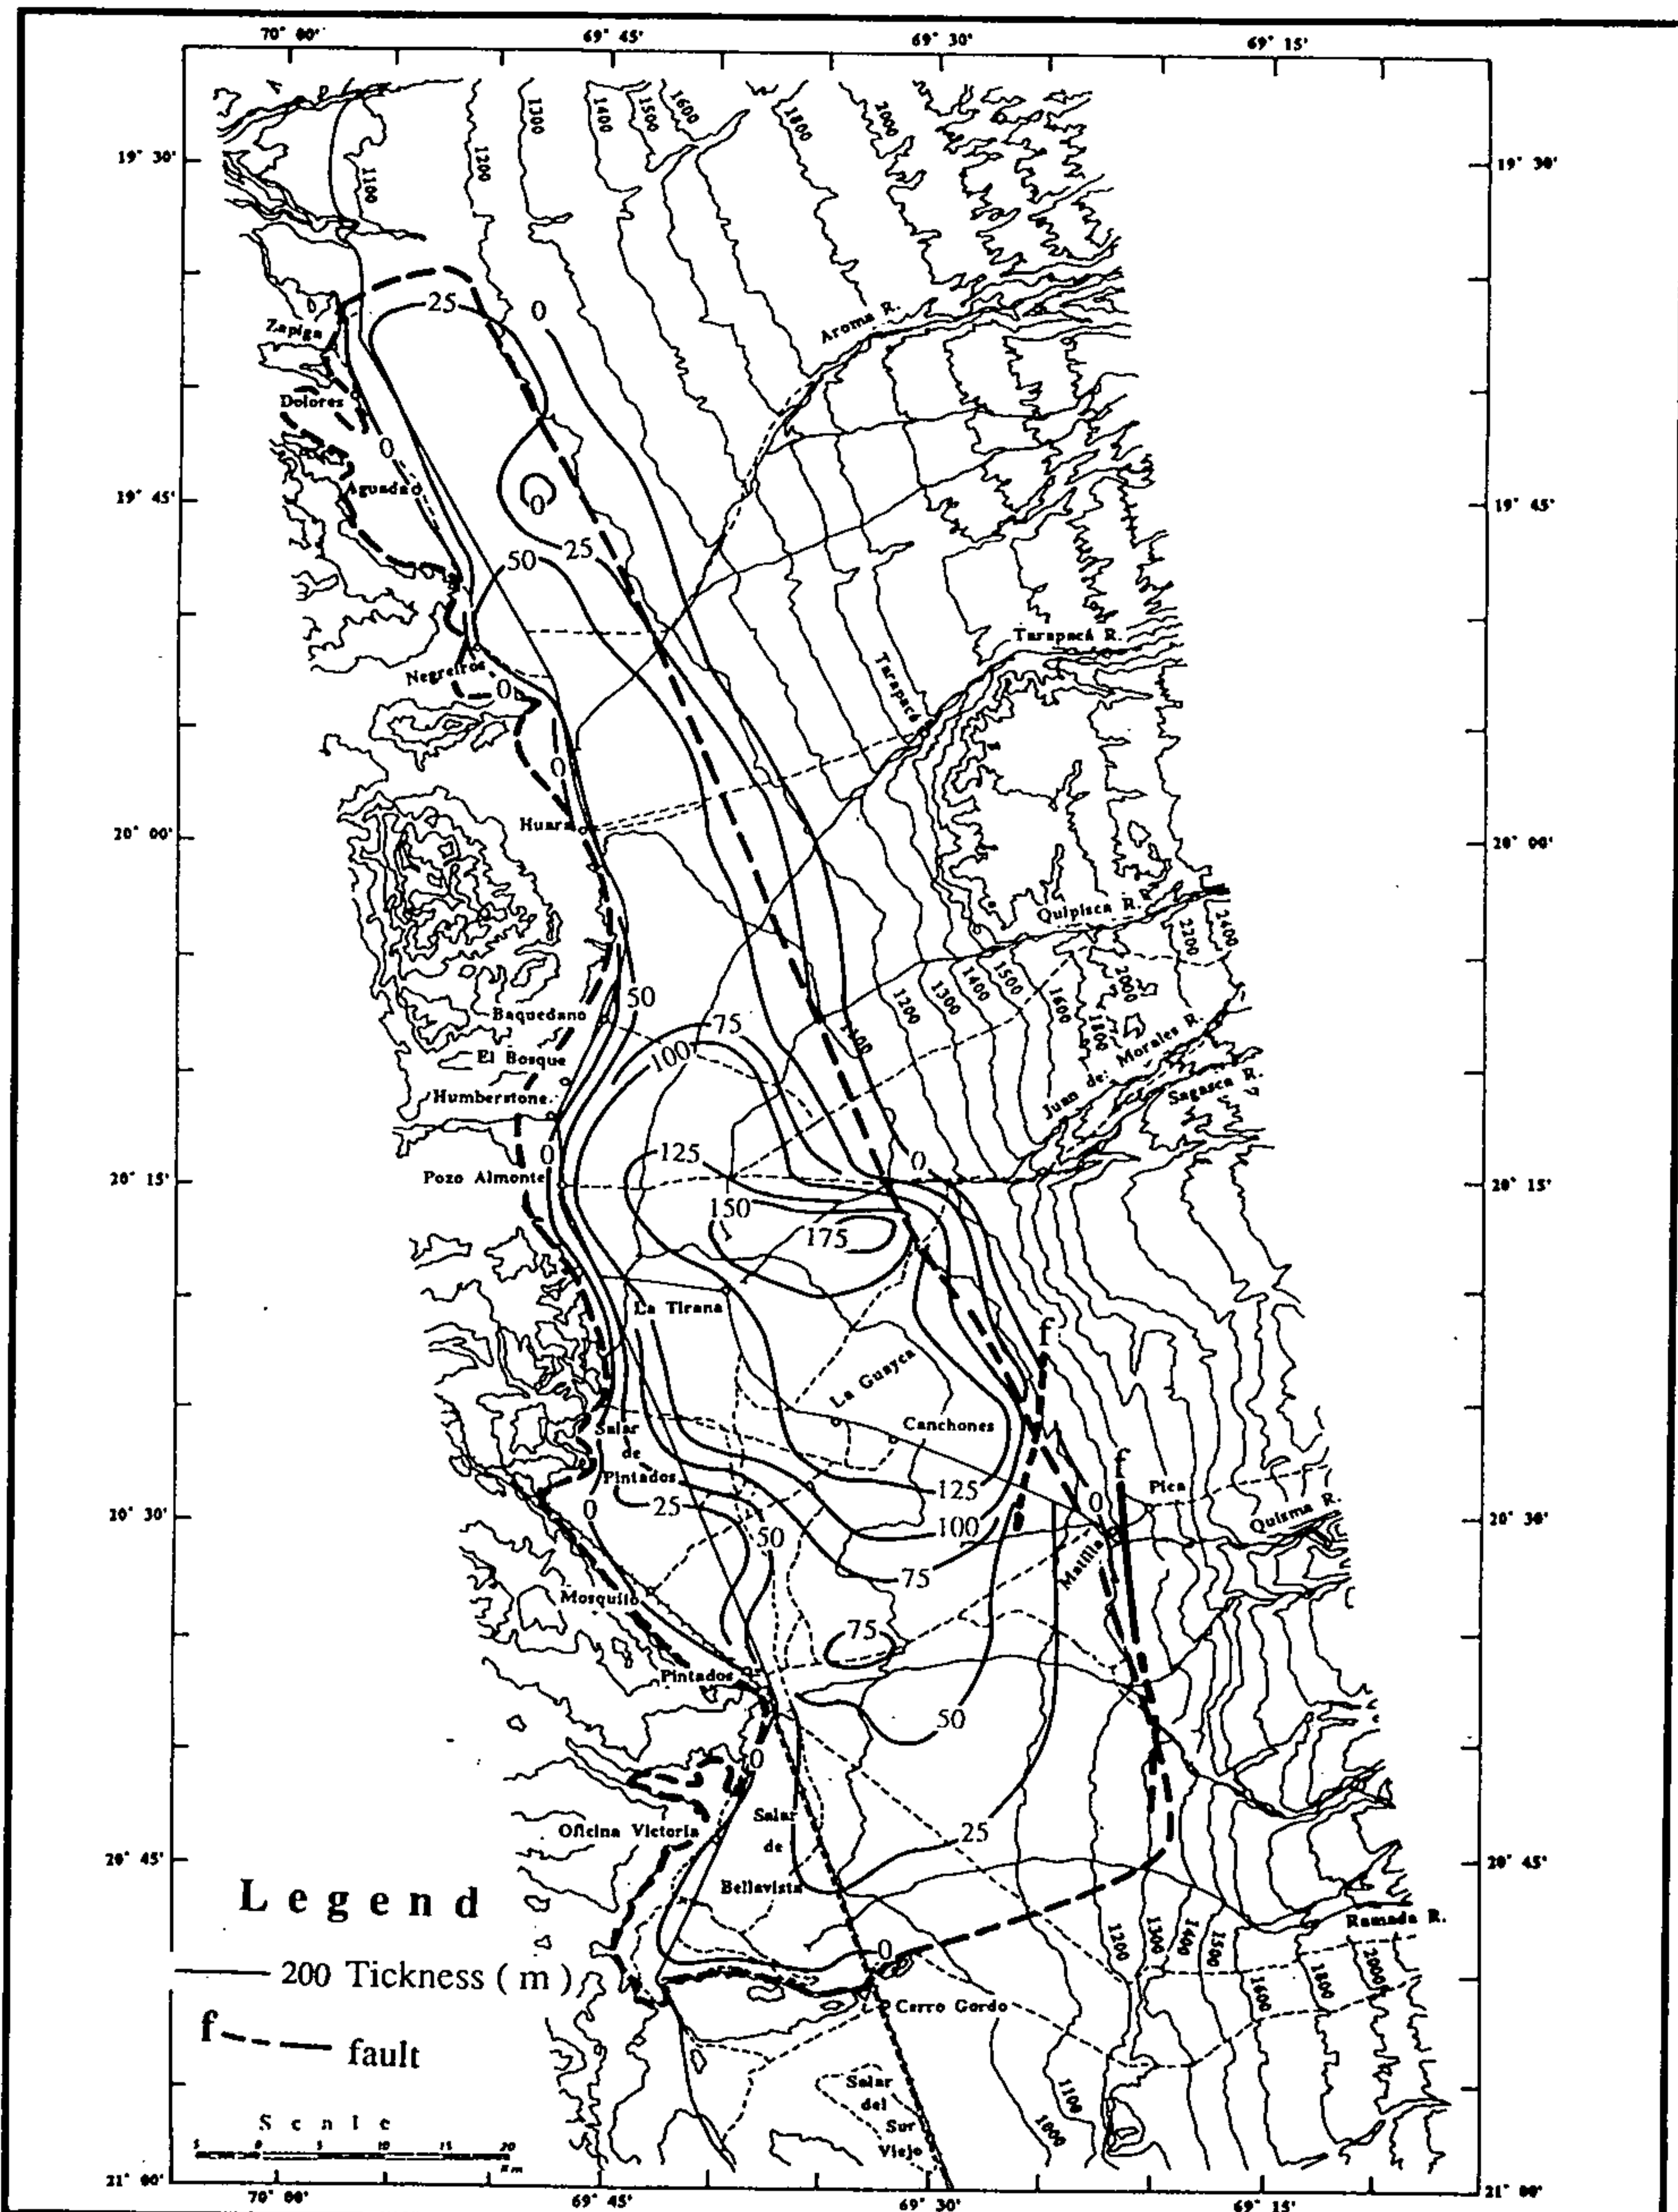 70° 00'
69° 45'
69° 30'
69° 15'
1300
1400
1500
1600
1800
2000
19° 30'
1200
1100
19° 30'
25
0
Aroma R.
Zapiga
Dolores
0
19° 45'
Aguada
0
19° 45'
50
25
Tarapacá R.
Tarapacá
Negreiros
0
0
Huara
20° 00'
20° 00'
Quipisca R.
2400
2200
1500
1400
1300
1200
2000
1600
1800
50
Baquedano
75
1100
El Bosque
100
Juan de Morales R.
Humberstone
Sagasca R.
0
125
0
20° 15'
Pozo Almonte
20° 15'
150
175
La Tirana
f
La Guayca
Salar
de
Pintados
Canchones
f
125
Pica
0
25
0
Quisma R.
20° 30'
50
100
20° 30'
Matilla
75
Mosquito
75
Pintados
50
0
Salar
de
Bellavista
Oficina Victoria
25
20° 45'
20° 45'
Legend
Ramada R.
0
1200
1300
1400
1500
1600
1800
2000
200 Tickness ( m )
Cerro Gordo
f
fault
Salar
del
Sur
Viejo
1100
1000
Scale
5 0 5 10 15 20
Km
21° 00'
21° 00'
70° 00'
69° 45'
69° 30'
69° 15'